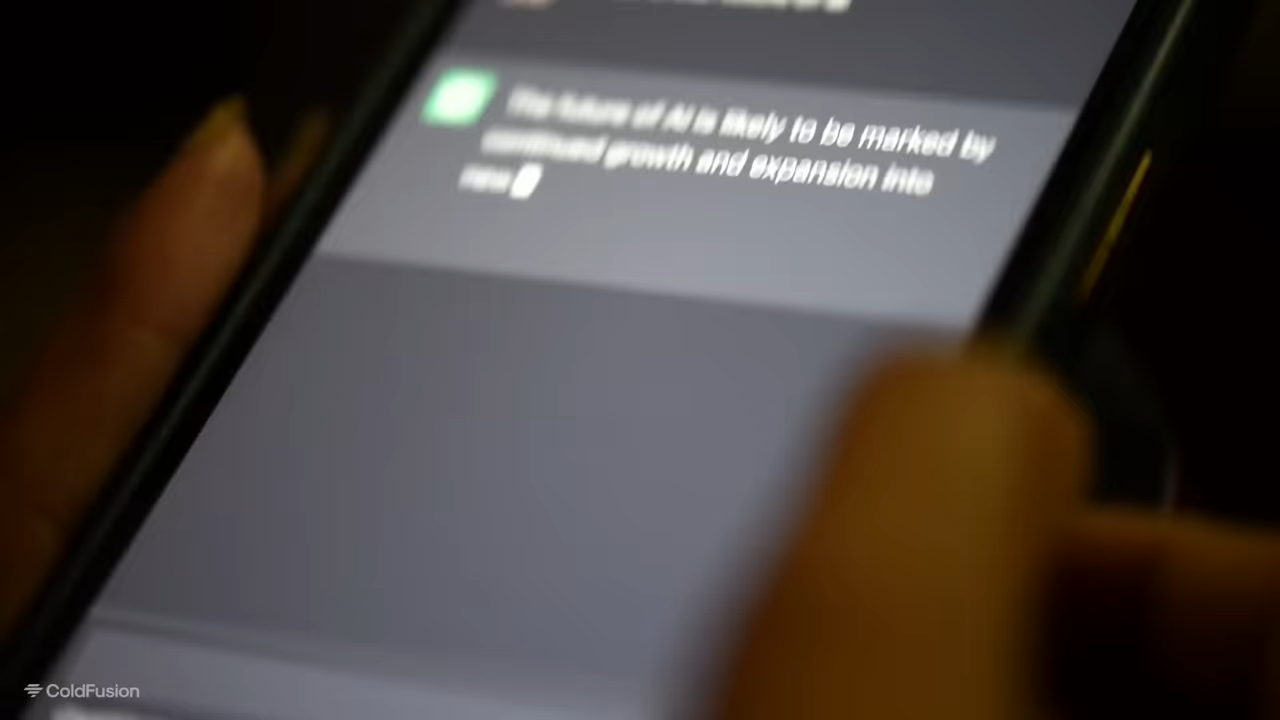 The future of AI is likely to be marked by
continued growth and expansion into
new
ColdFusion